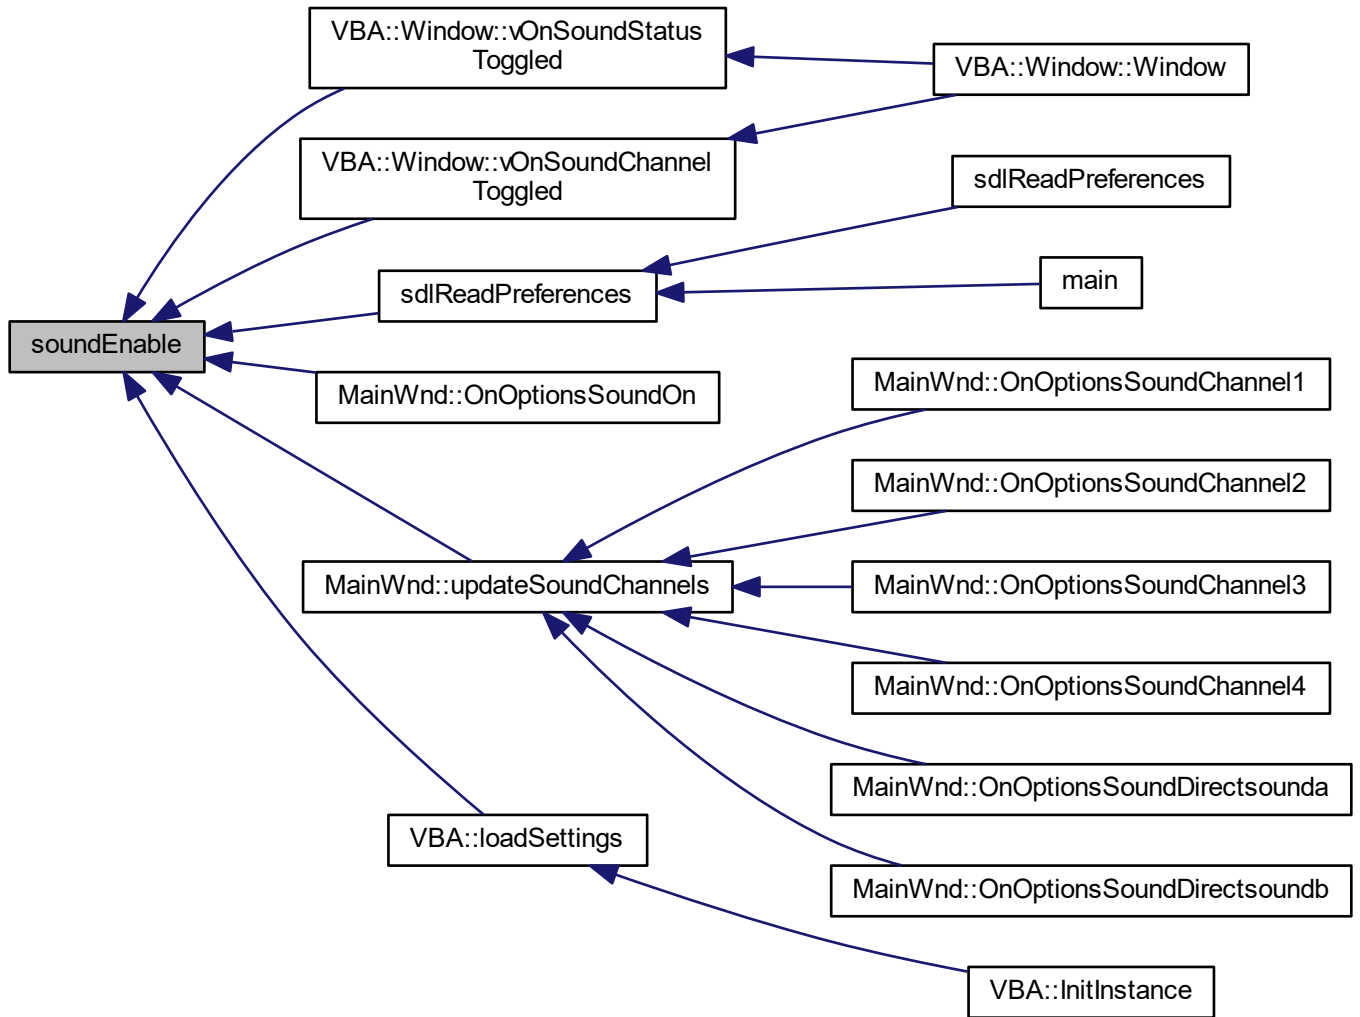 VBA::Window::vOnSoundStatus
Toggled
VBA::Window::Window
VBA::Window::vOnSoundChannel
Toggled
sdlReadPreferences
sdlReadPreferences
main
soundEnable
MainWnd::OnOptionsSoundOn
MainWnd::OnOptionsSoundChannel1
MainWnd::OnOptionsSoundChannel2
MainWnd::updateSoundChannels
MainWnd::OnOptionsSoundChannel3
MainWnd::OnOptionsSoundChannel4
MainWnd::OnOptionsSoundDirectsounda
VBA::loadSettings
MainWnd::OnOptionsSoundDirectsoundb
VBA::InitInstance